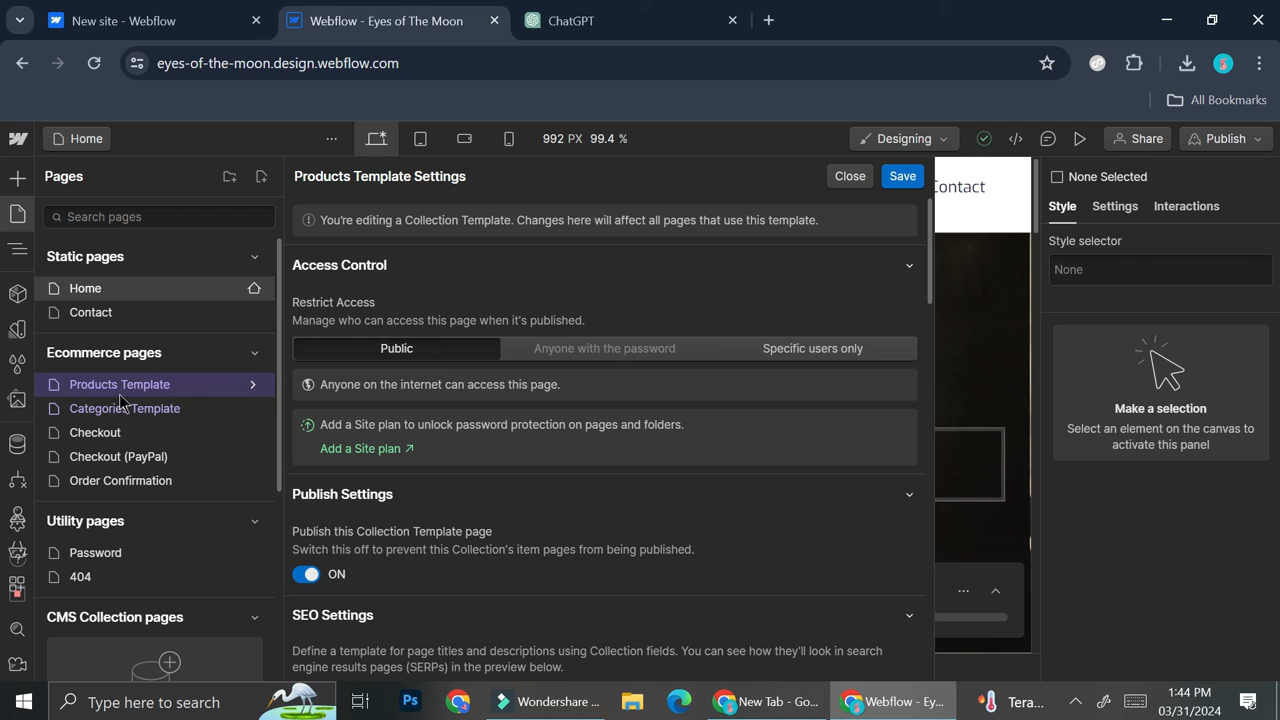 New site - Webflow
Webflow - Eyes of The Moon
ChatGPT
eyes-of-the-moon.design.webflow.com
All Bookmarks
Home
992 PX 99.4 %
Designing
Share
Publish
Pages
Search pages
Static pages
Home
Contact
Ecommerce pages
Products Template
Categories Template
Checkout
Checkout (PayPal)
Order Confirmation
Utility pages
Password
404
CMS Collection pages
Products Template Settings
Close
Save
You're editing a Collection Template. Changes here will affect all pages that use this template.
Access Control
Restrict Access
Manage who can access this page when it's published.
Public
Anyone with the password
Specific users only
Anyone on the internet can access this page.
Add a Site plan to unlock password protection on pages and folders.
Add a Site plan
Publish Settings
Publish this Collection Template page
Switch this off to prevent this Collection's item pages from being published.
ON
SEO Settings
Define a template for page titles and descriptions using Collection fields. You can see how they'll look in search
engine results pages (SERPs) in the preview below.
None Selected
Style
Settings
Interactions
Style selector
None
Make a selection
Select an element on the canvas to
activate this panel
Type here to search
Ps
Wondershare ...
New Tab - Go...
Webflow - Ey...
Tera...
1:44 PM
03/31/2024